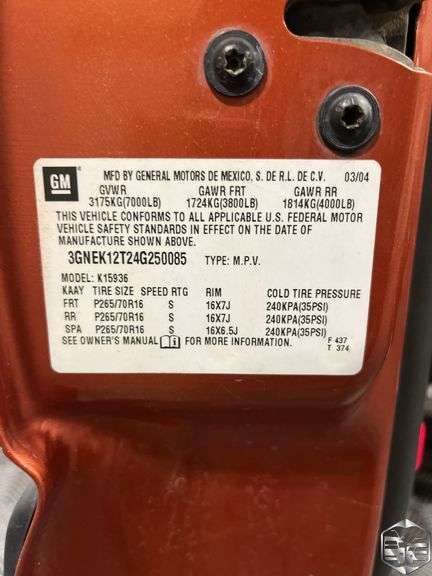 GM
MFD BY GENERAL MOTORS DE MEXICO, S. DE R.L. DE C.V. 03/04
GVWR GAWR FRT GAWR RR
3175KG(7000LB) 1724KG(3800LB) 1814KG(4000LB)
THIS VEHICLE CONFORMS TO ALL APPLICABLE U.S. FEDERAL MOTOR
VEHICLE SAFETY STANDARDS IN EFFECT ON THE DATE OF
MANUFACTURE SHOWN ABOVE.
3GNEK12T24G250085 TYPE: M.P.V.
MODEL: K15936
KAAY TIRE SIZE SPEED RTG RIM COLD TIRE PRESSURE
FRT P265/70R16 S 16X7J 240KPA(35PSI)
RR P265/70R16 S 16X7J 240KPA(35PSI)
SPA P265/70R16 S 16X6.5J 240KPA(35PSI)
SEE OWNER'S MANUAL FOR MORE INFORMATION.
F 437
T 374